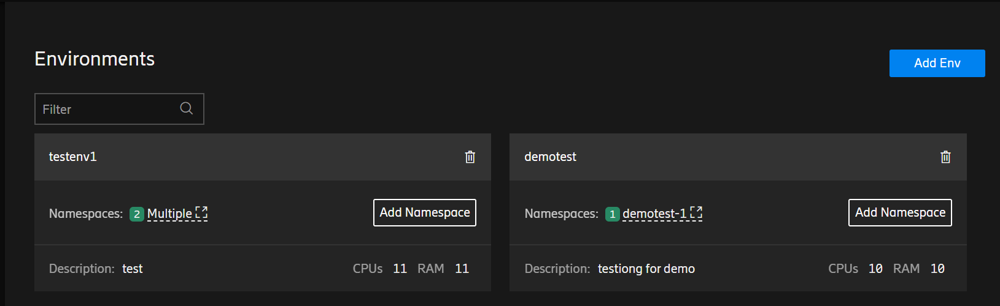 Environments
Add Env
Filter
testenv1
Namespaces: 2 Multiple
Add Namespace
Description: test
CPUs 11 RAM 11
demotest
Namespaces: 1 demotest-1
Add Namespace
Description: testiong for demo
CPUs 10 RAM 10